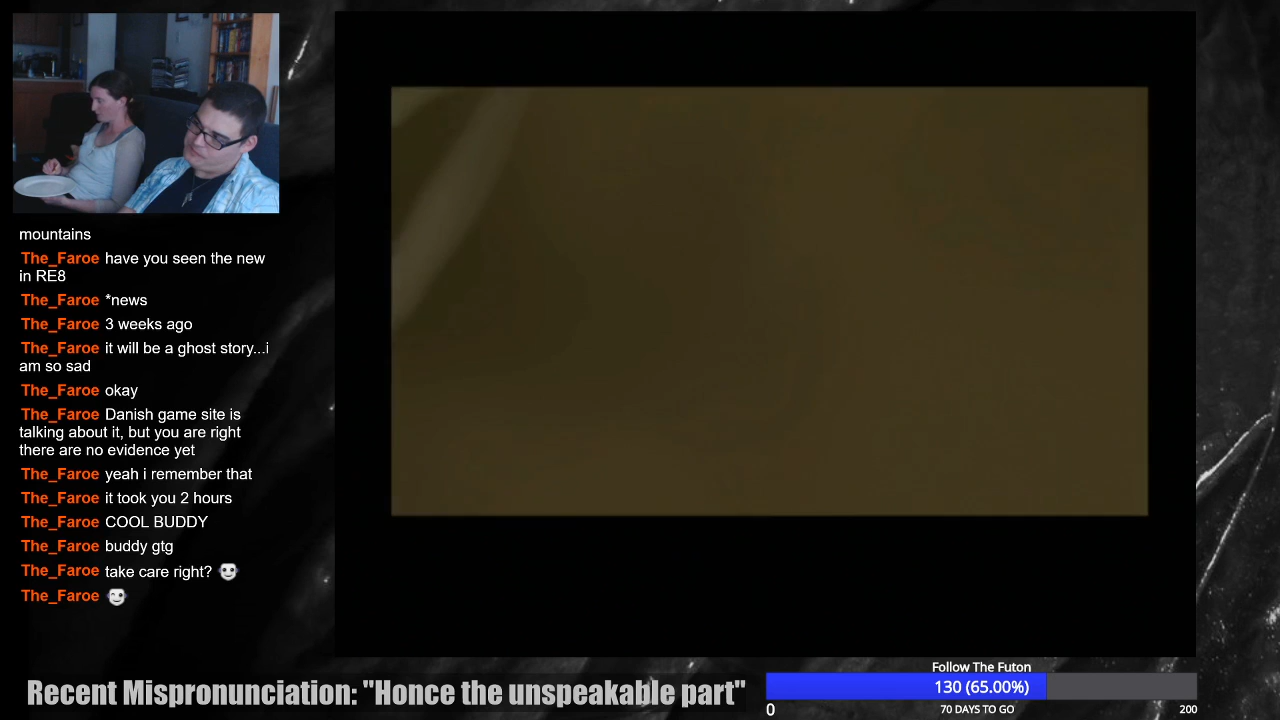 mountains
The_Faroe have you seen the new
in RE8
The_Faroe *news
The_Faroe 3 weeks ago
The_Faroe it will be a ghost story...i
am so sad
The_Faroe okay
The_Faroe Danish game site is
talking about it, but you are right
there are no evidence yet
The_Faroe yeah i remember that
The_Faroe it took you 2 hours
The_Faroe COOL BUDDY
The_Faroe buddy gtg
The_Faroe take care right?
The_Faroe
Recent Mispronunciation: "Honce the unspeakable part"
Follow The Futon
130 (65.00%)
0 70 DAYS TO GO 200